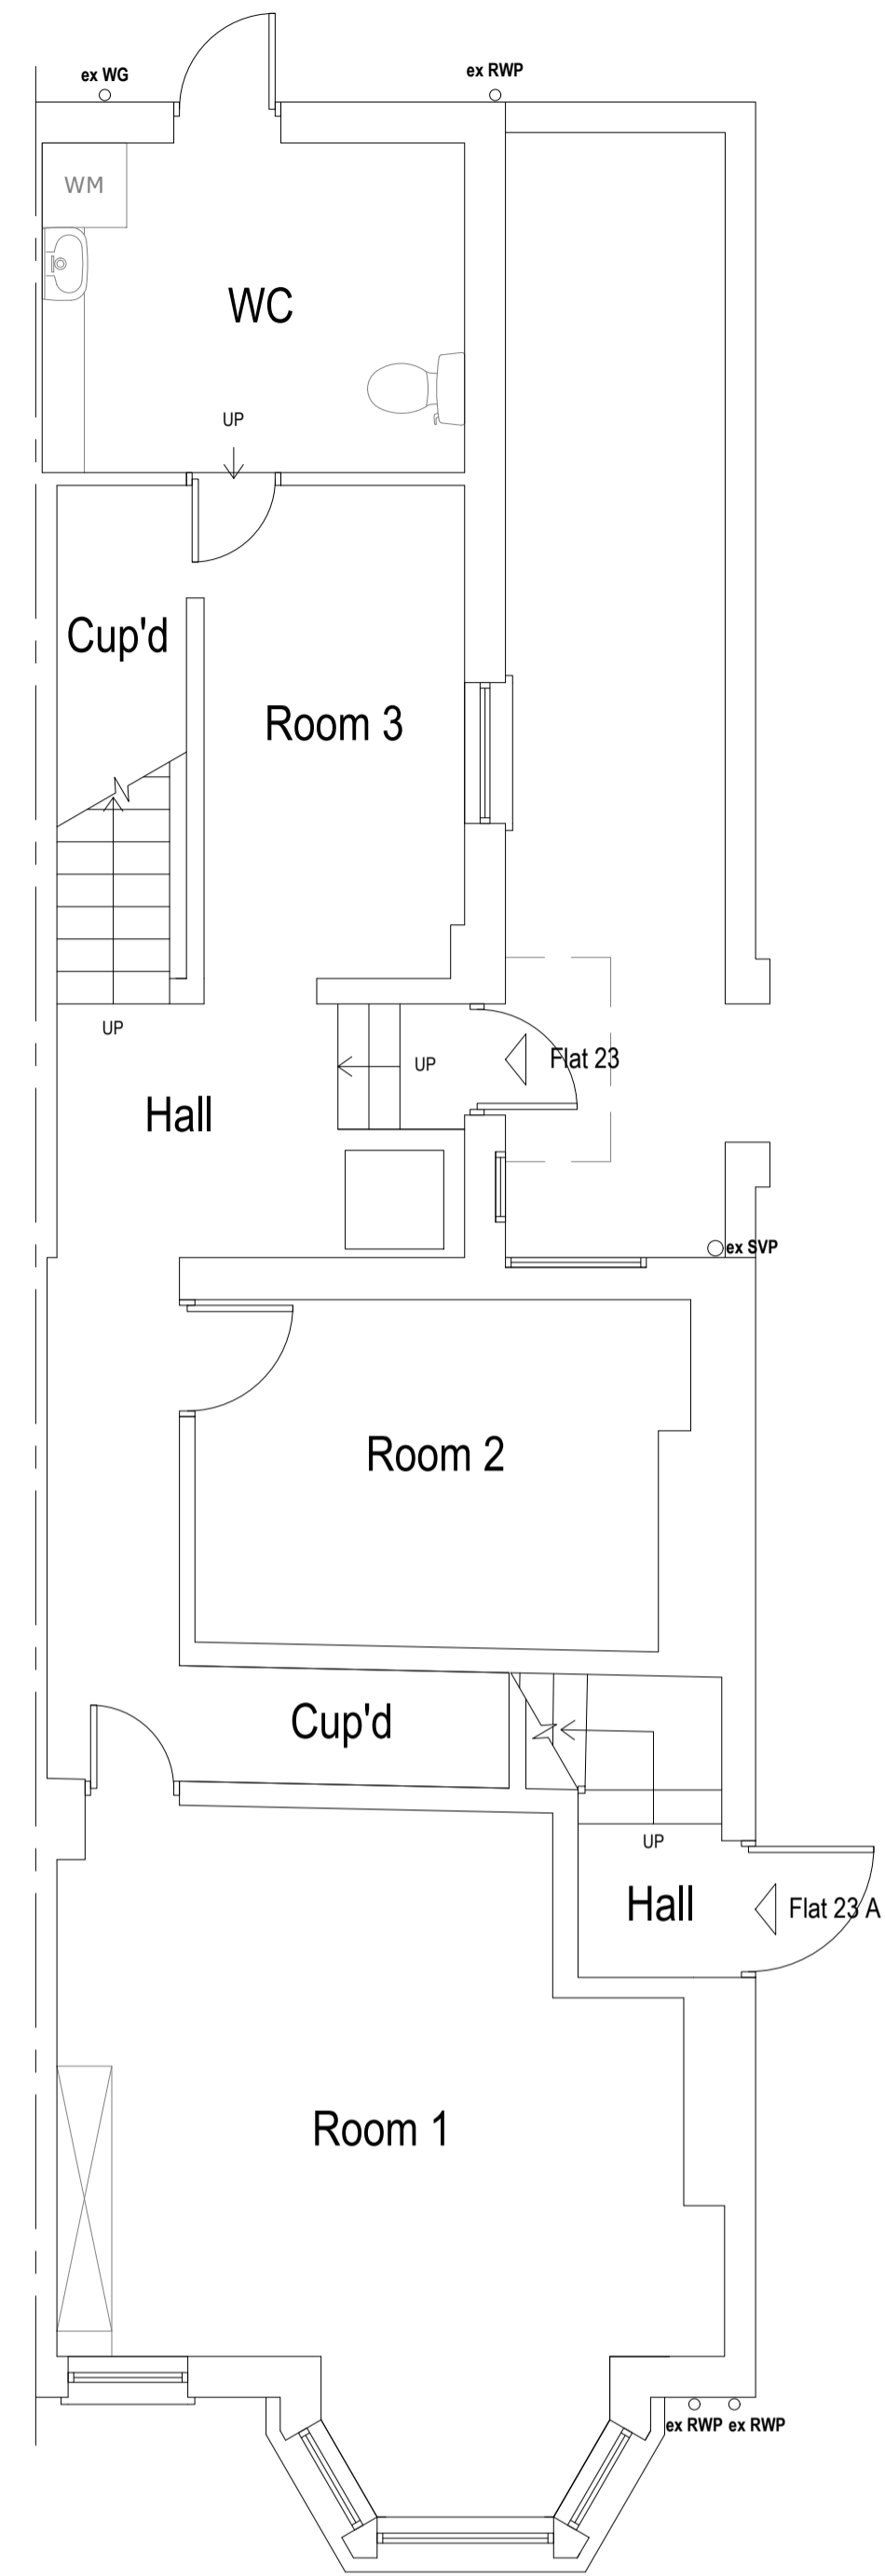 ex WG
ex RWP
WM
WC
UP
Cup'd
Room 3
UP
UP
Flat 23
Hall
ex SVP
Room 2
Cup'd
UP
Hall
Flat 23 A
Room 1
ex RWP ex RWP